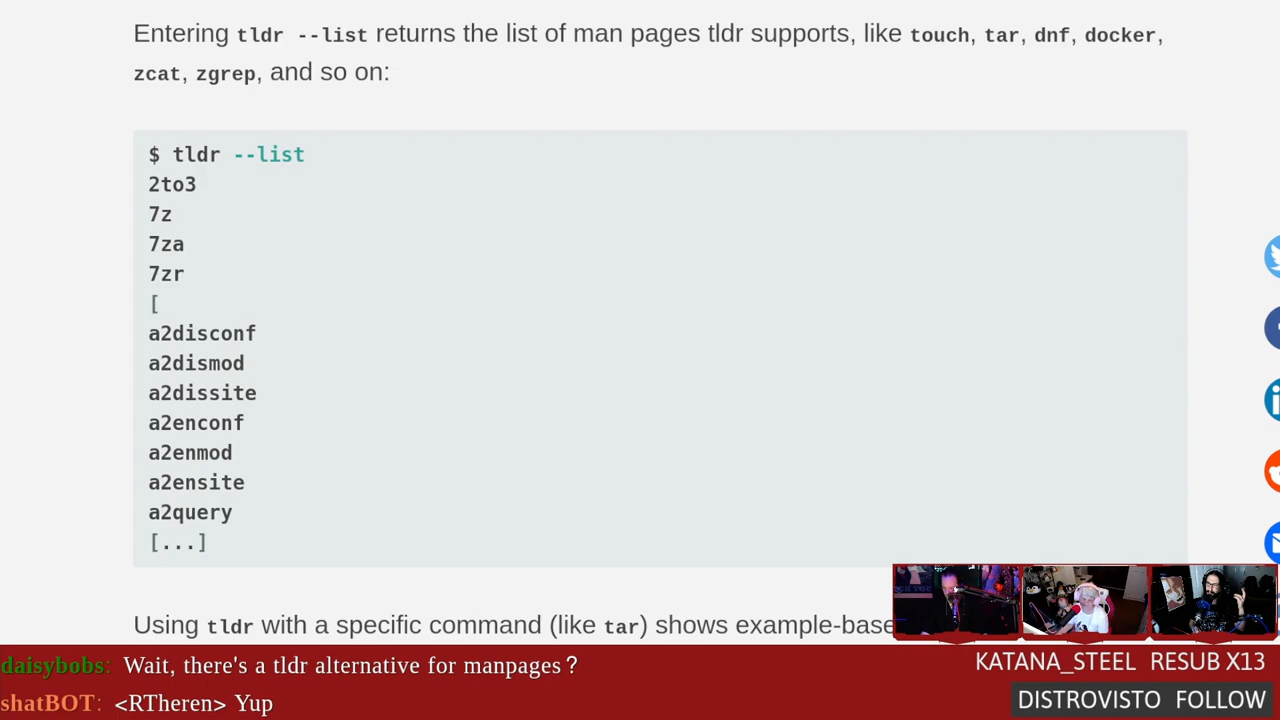 Entering tldr --list returns the list of man pages tldr supports, like touch, tar, dnf, docker,
zcat, zgrep, and so on:
$ tldr --list
2to3
7z
7za
7zr
[
a2disconf
a2dismod
a2dissite
a2enconf
a2enmod
a2ensite
a2query
[...]
Using tldr with a specific command (like tar) shows example-base
daisybobs: Wait, there's a tldr alternative for manpages?
shatBOT: <RTheren> Yup
KATANA_STEEL RESUB X13
DISTROVISTO FOLLOW